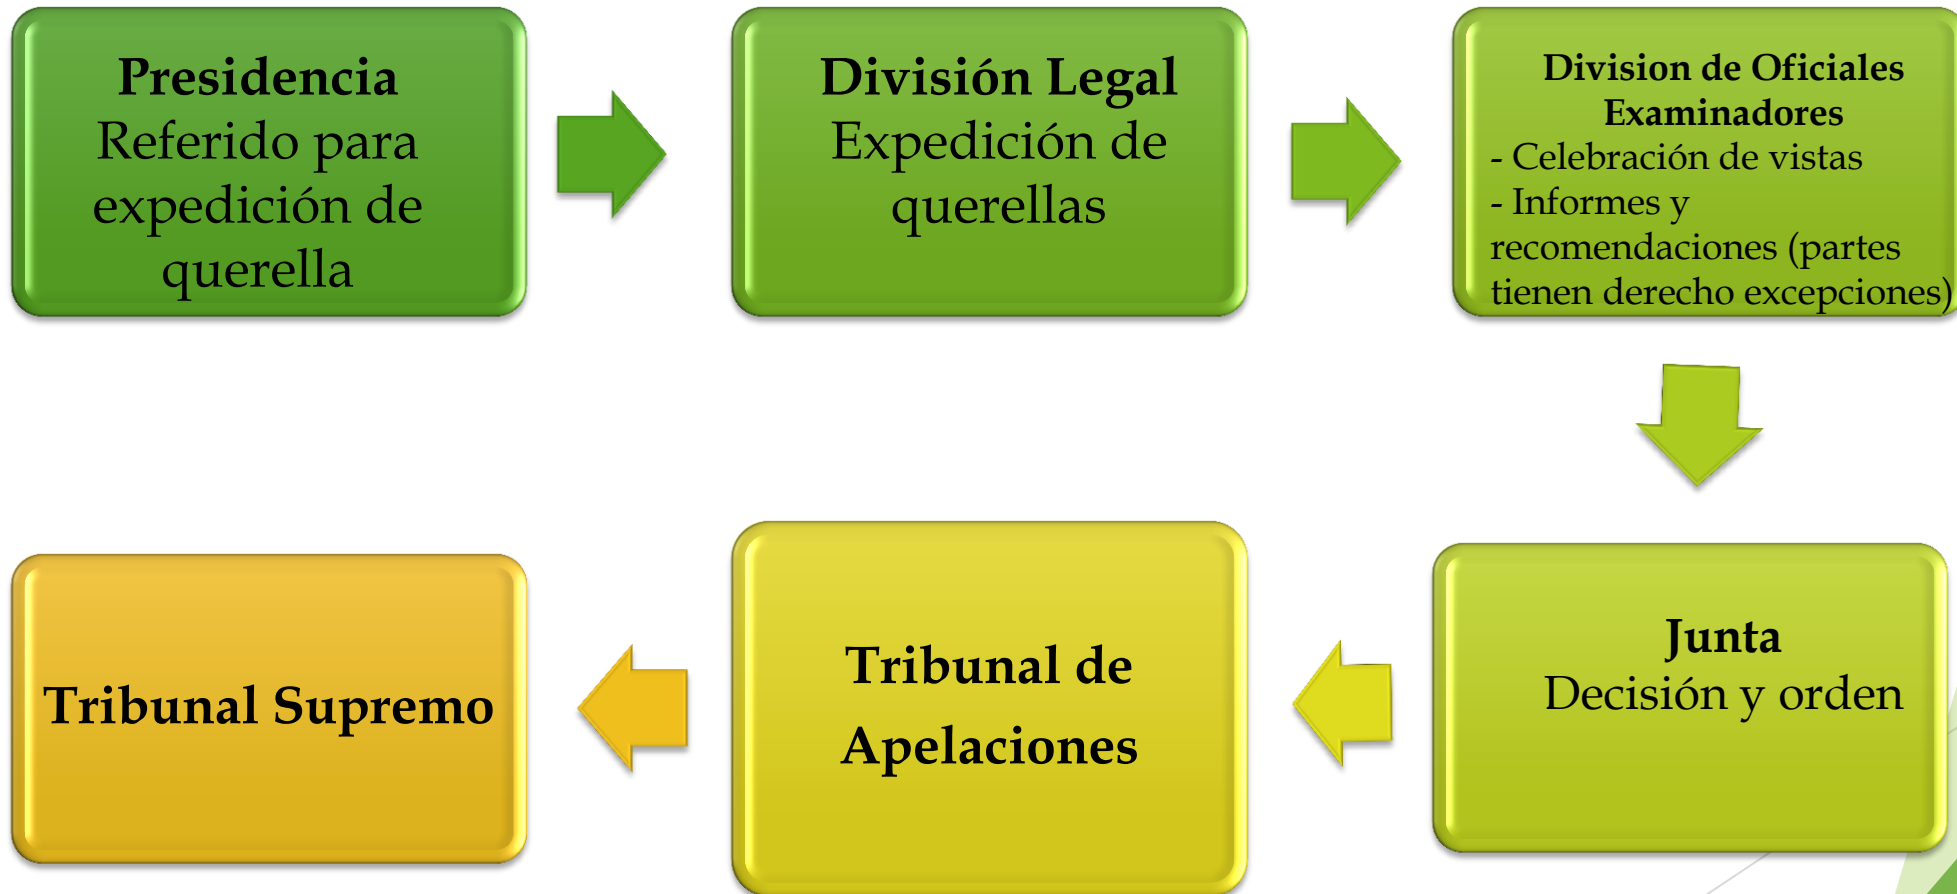 Presidencia
Referido para
expedición de
querella
División Legal
Expedición de
querellas
Division de Oficiales
Examinadores
- Celebración de vistas
- Informes y
recomendaciones (partes
tienen derecho excepciones)
Junta
Decisión y orden
Tribunal de
Apelaciones
Tribunal Supremo